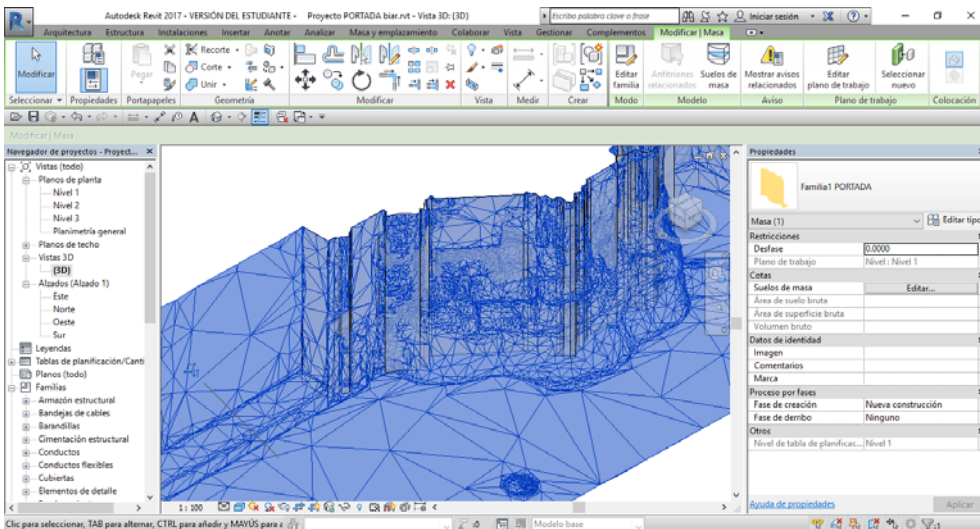 Autodesk Revit 2017 - VERSIÓN DEL ESTUDIANTE - Proyecto PORTADA biar.rvt - Vista 3D: {3D}
Escriba palabra clave o frase
Iniciar sesión
Arquitectura Estructura Instalaciones Insertar Anotar Analizar Masa y emplazamiento Colaborar Vista Gestionar Complementos Modificar | Masa
Modificar
Pegar
Recorte
Corte
Unir
Editar familia
Anfitriones relacionados
Suelos de masa
Mostrar avisos relacionados
Editar plano de trabajo
Seleccionar nuevo
Seleccionar Propiedades Portapapeles Geometría Modificar Vista Medir Crear Modo Modelo Aviso Plano de trabajo Colocación
Modificar | Masa
Navegador de proyectos - Proyect...
Vistas (todo)
Planos de planta
Nivel 1
Nivel 2
Nivel 3
Planimetría general
Planos de techo
Vistas 3D
{3D}
Alzados (Alzado 1)
Este
Norte
Oeste
Sur
Leyendas
Tablas de planificación/Canti
Planos (todo)
Familias
Armazón estructural
Bandejas de cables
Barandillas
Cimentación estructural
Conductos
Conductos flexibles
Cubiertas
Elementos de detalle
Propiedades
Familia1 PORTADA
Masa (1)
Editar tipo
Restricciones
Desfase 0.0000
Plano de trabajo Nivel : Nivel 1
Cotas
Suelos de masa Editar...
Área de suelo bruta
Área de superficie bruta
Volumen bruto
Datos de identidad
Imagen
Comentarios
Marca
Proceso por fases
Fase de creación Nueva construcción
Fase de derribo Ninguno
Otros
Nivel de tabla de planificac... Nivel 1
Ayuda de propiedades
Aplicar
1 : 100
Clic para seleccionar, TAB para alternar, CTRL para añadir y MAYÚS para
:0
Modelo base